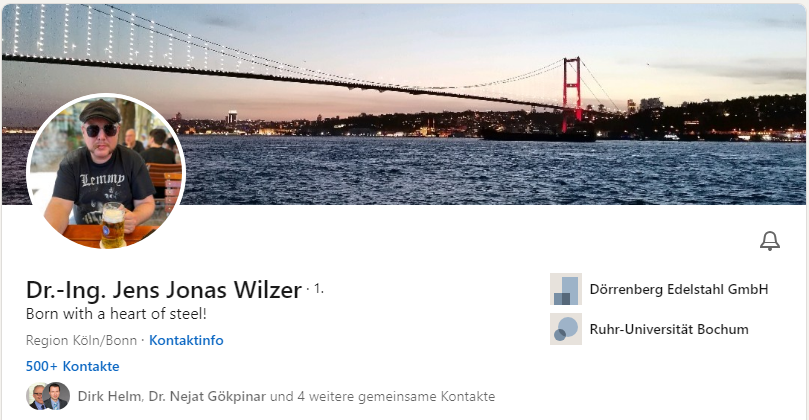 Lemmy
Dr.-Ing. Jens Jonas Wilzer · 1.
Born with a heart of steel!
Region Köln/Bonn · Kontaktinfo
500+ Kontakte
Dirk Helm, Dr. Nejat Gökpinar und 4 weitere gemeinsame Kontakte
Dörrenberg Edelstahl GmbH
Ruhr-Universität Bochum